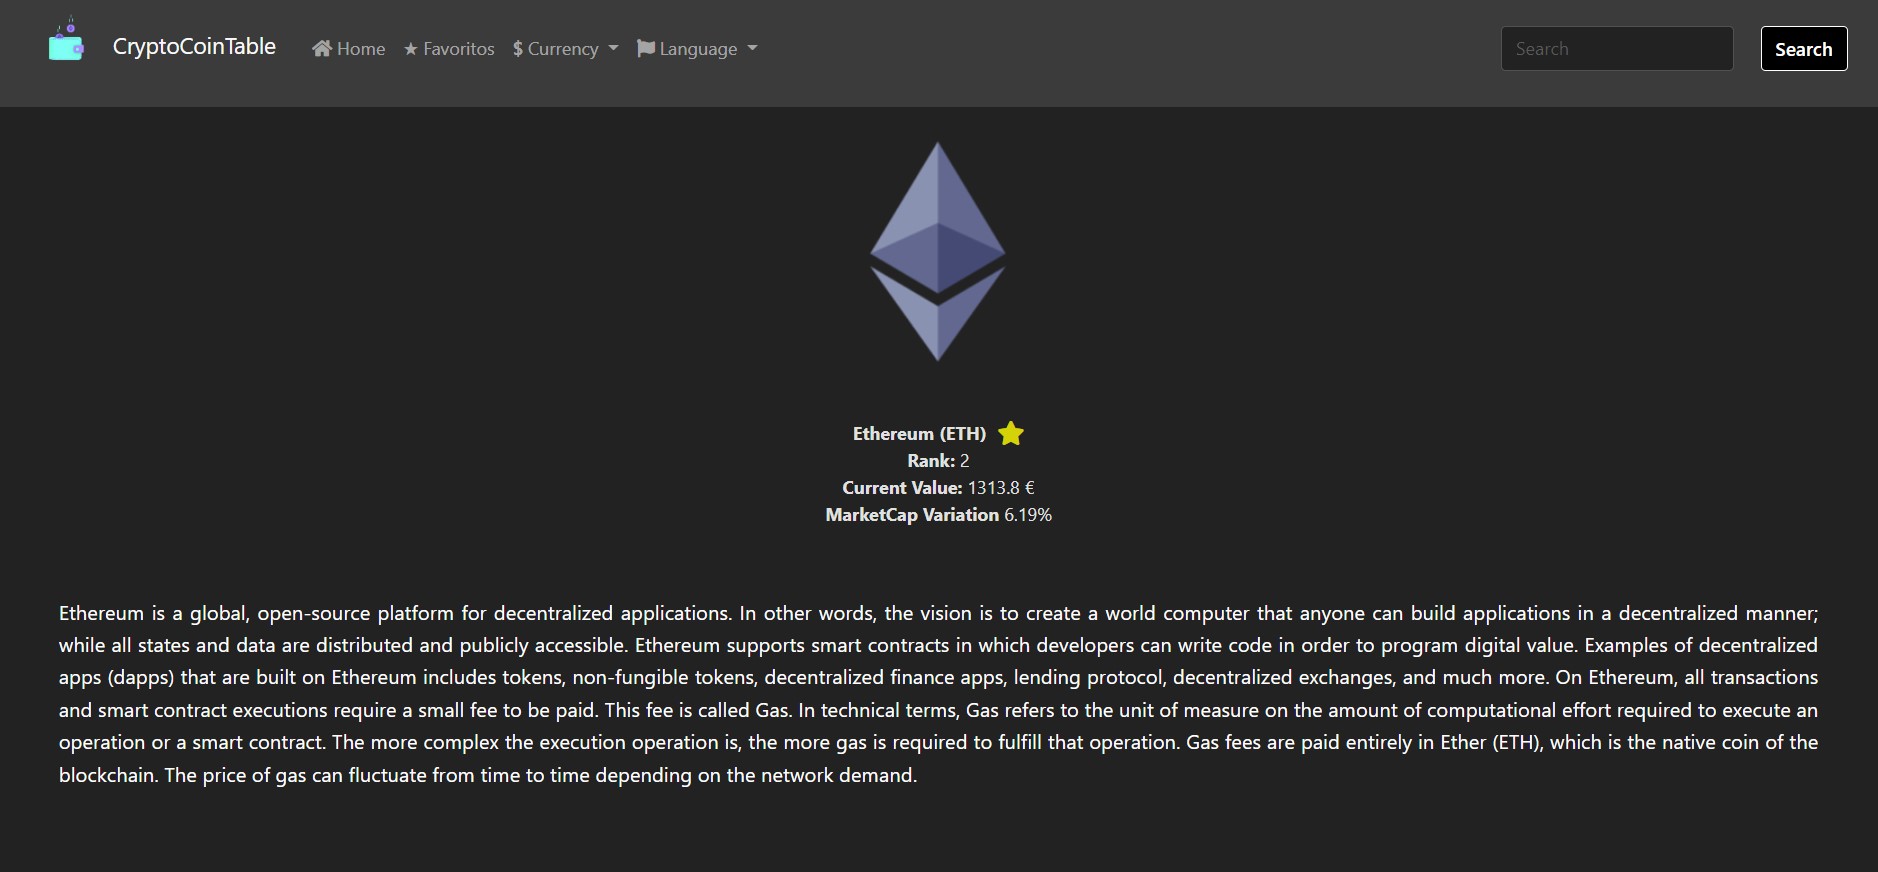 CryptoCoinTable Home Favoritos $ Currency Language Search Search
Ethereum (ETH)
Rank: 2
Current Value: 1313.8 €
MarketCap Variation 6.19%
Ethereum is a global, open-source platform for decentralized applications. In other words, the vision is to create a world computer that anyone can build applications in a decentralized manner;
while all states and data are distributed and publicly accessible. Ethereum supports smart contracts in which developers can write code in order to program digital value. Examples of decentralized
apps (dapps) that are built on Ethereum includes tokens, non-fungible tokens, decentralized finance apps, lending protocol, decentralized exchanges, and much more. On Ethereum, all transactions
and smart contract executions require a small fee to be paid. This fee is called Gas. In technical terms, Gas refers to the unit of measure on the amount of computational effort required to execute an
operation or a smart contract. The more complex the execution operation is, the more gas is required to fulfill that operation. Gas fees are paid entirely in Ether (ETH), which is the native coin of the
blockchain. The price of gas can fluctuate from time to time depending on the network demand.